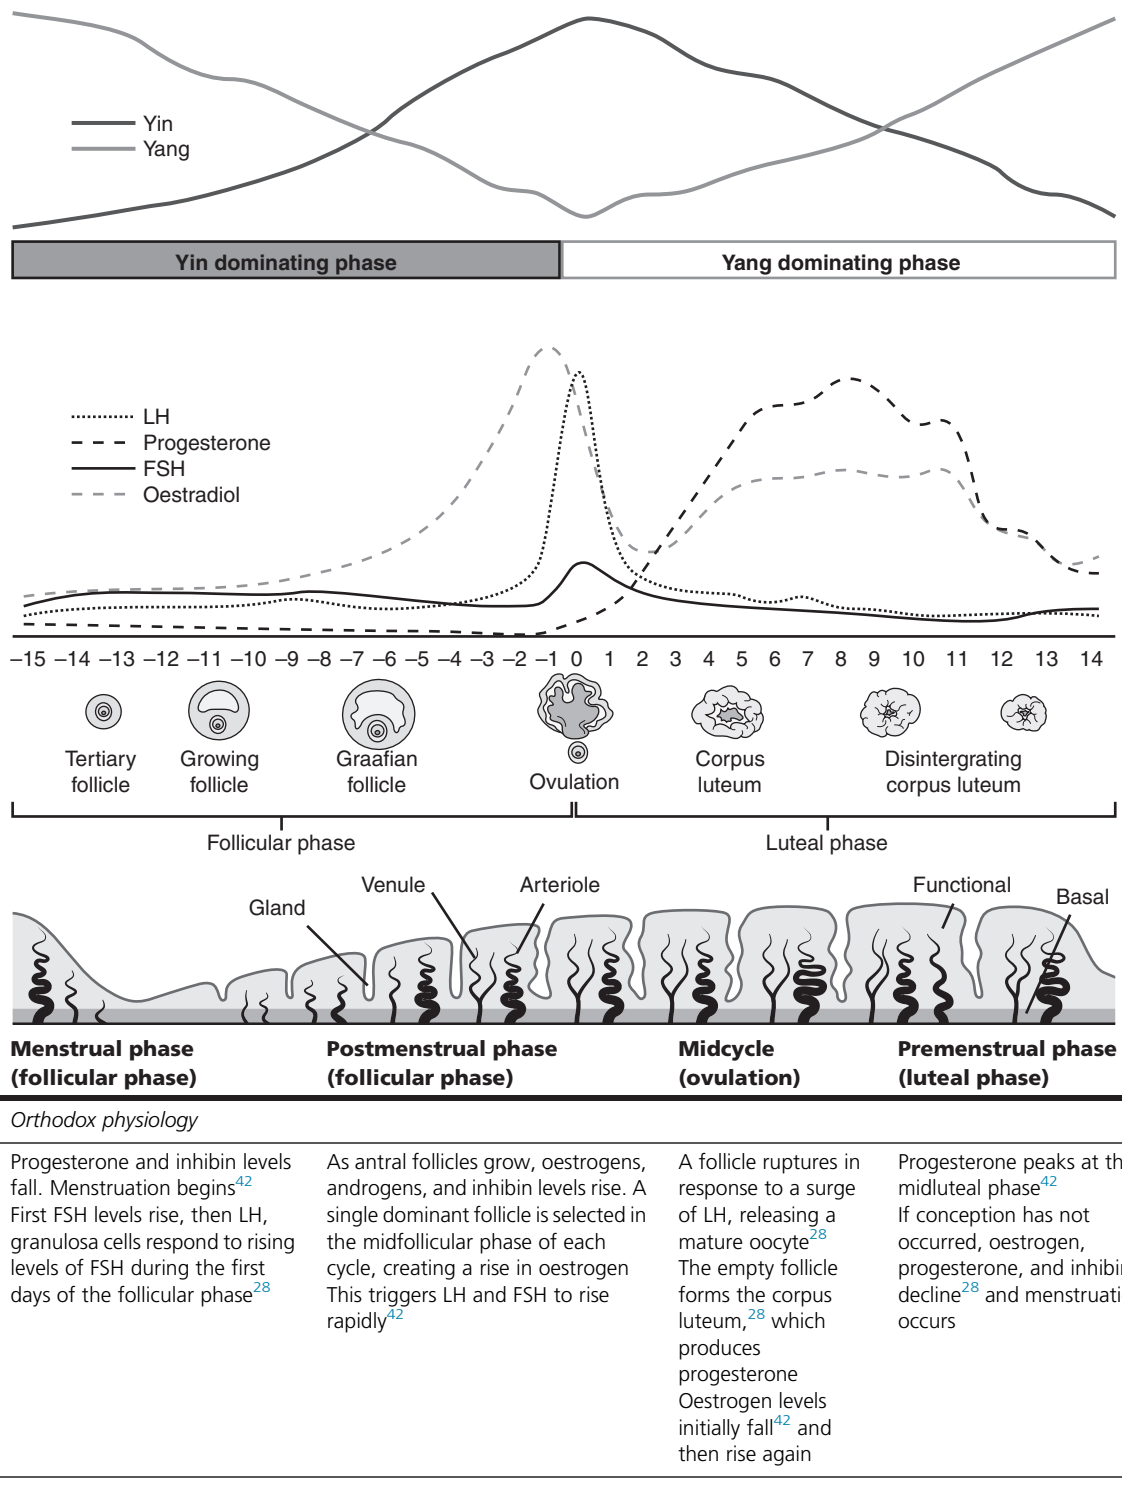 Yin
Yang
Yin dominating phase
Yang dominating phase
LH
Progesterone
FSH
Oestradiol
–15 –14 –13 –12 –11 –10 –9 –8 –7 –6 –5 –4 –3 –2 –1 0 1 2 3 4 5 6 7 8 9 10 11 12 13 14
Tertiary
follicle
Growing
follicle
Graafian
follicle
Ovulation
Corpus
luteum
Disintergrating
corpus luteum
Follicular phase
Luteal phase
Gland
Venule
Arteriole
Functional
Basal
Menstrual phase
(follicular phase)
Postmenstrual phase
(follicular phase)
Midcycle
(ovulation)
Premenstrual phase
(luteal phase)
Orthodox physiology
Progesterone and inhibin levels
fall. Menstruation begins42
First FSH levels rise, then LH,
granulosa cells respond to rising
levels of FSH during the first
days of the follicular phase28
As antral follicles grow, oestrogens,
androgens, and inhibin levels rise. A
single dominant follicle is selected in
the midfollicular phase of each
cycle, creating a rise in oestrogen
This triggers LH and FSH to rise
rapidly42
A follicle ruptures in
response to a surge
of LH, releasing a
mature oocyte28
The empty follicle
forms the corpus
luteum,28 which
produces
progesterone
Oestrogen levels
initially fall42 and
then rise again
Progesterone peaks at th
midluteal phase42
If conception has not
occurred, oestrogen,
progesterone, and inhibi
decline28 and menstruati
occurs